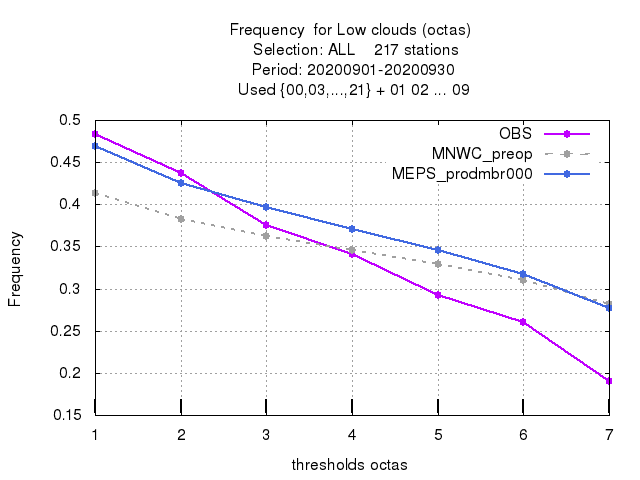 Frequency  for Low clouds (octas)
Selection: ALL    217 stations
Period: 20200901-20200930
Used {00,03,...,21} + 01 02 ... 09
OBS
MNWC_preop
MEPS_prodmbr000
0.5
0.45
0.4
0.35
0.3
0.25
0.2
0.15
Frequency
1 2 3 4 5 6 7
thresholds octas